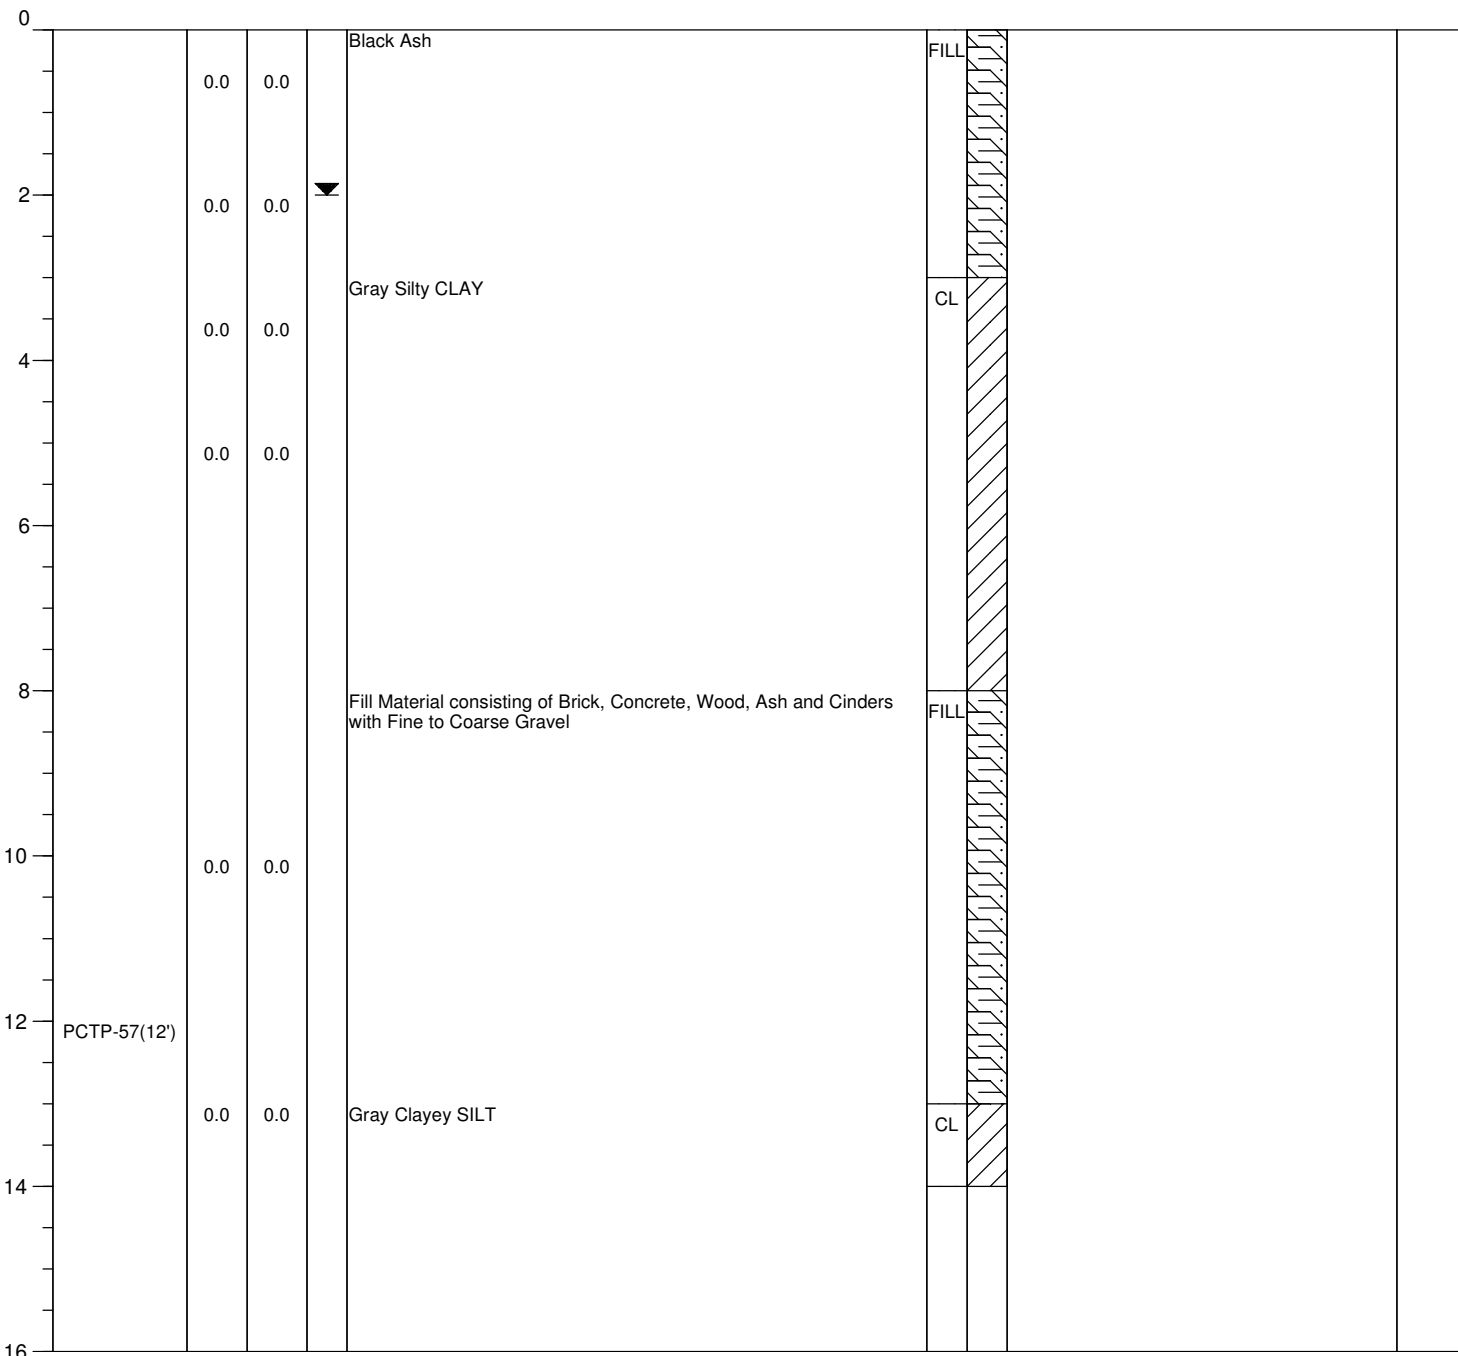 0
Black Ash
FILL
0.0 0.0
2
0.0 0.0
Gray Silty CLAY
CL
0.0 0.0
4
0.0 0.0
6
8
Fill Material consisting of Brick, Concrete, Wood, Ash and Cinders
with Fine to Coarse Gravel
FILL
10
0.0 0.0
12
PCTP-57(12')
0.0 0.0
Gray Clayey SILT
CL
14
16